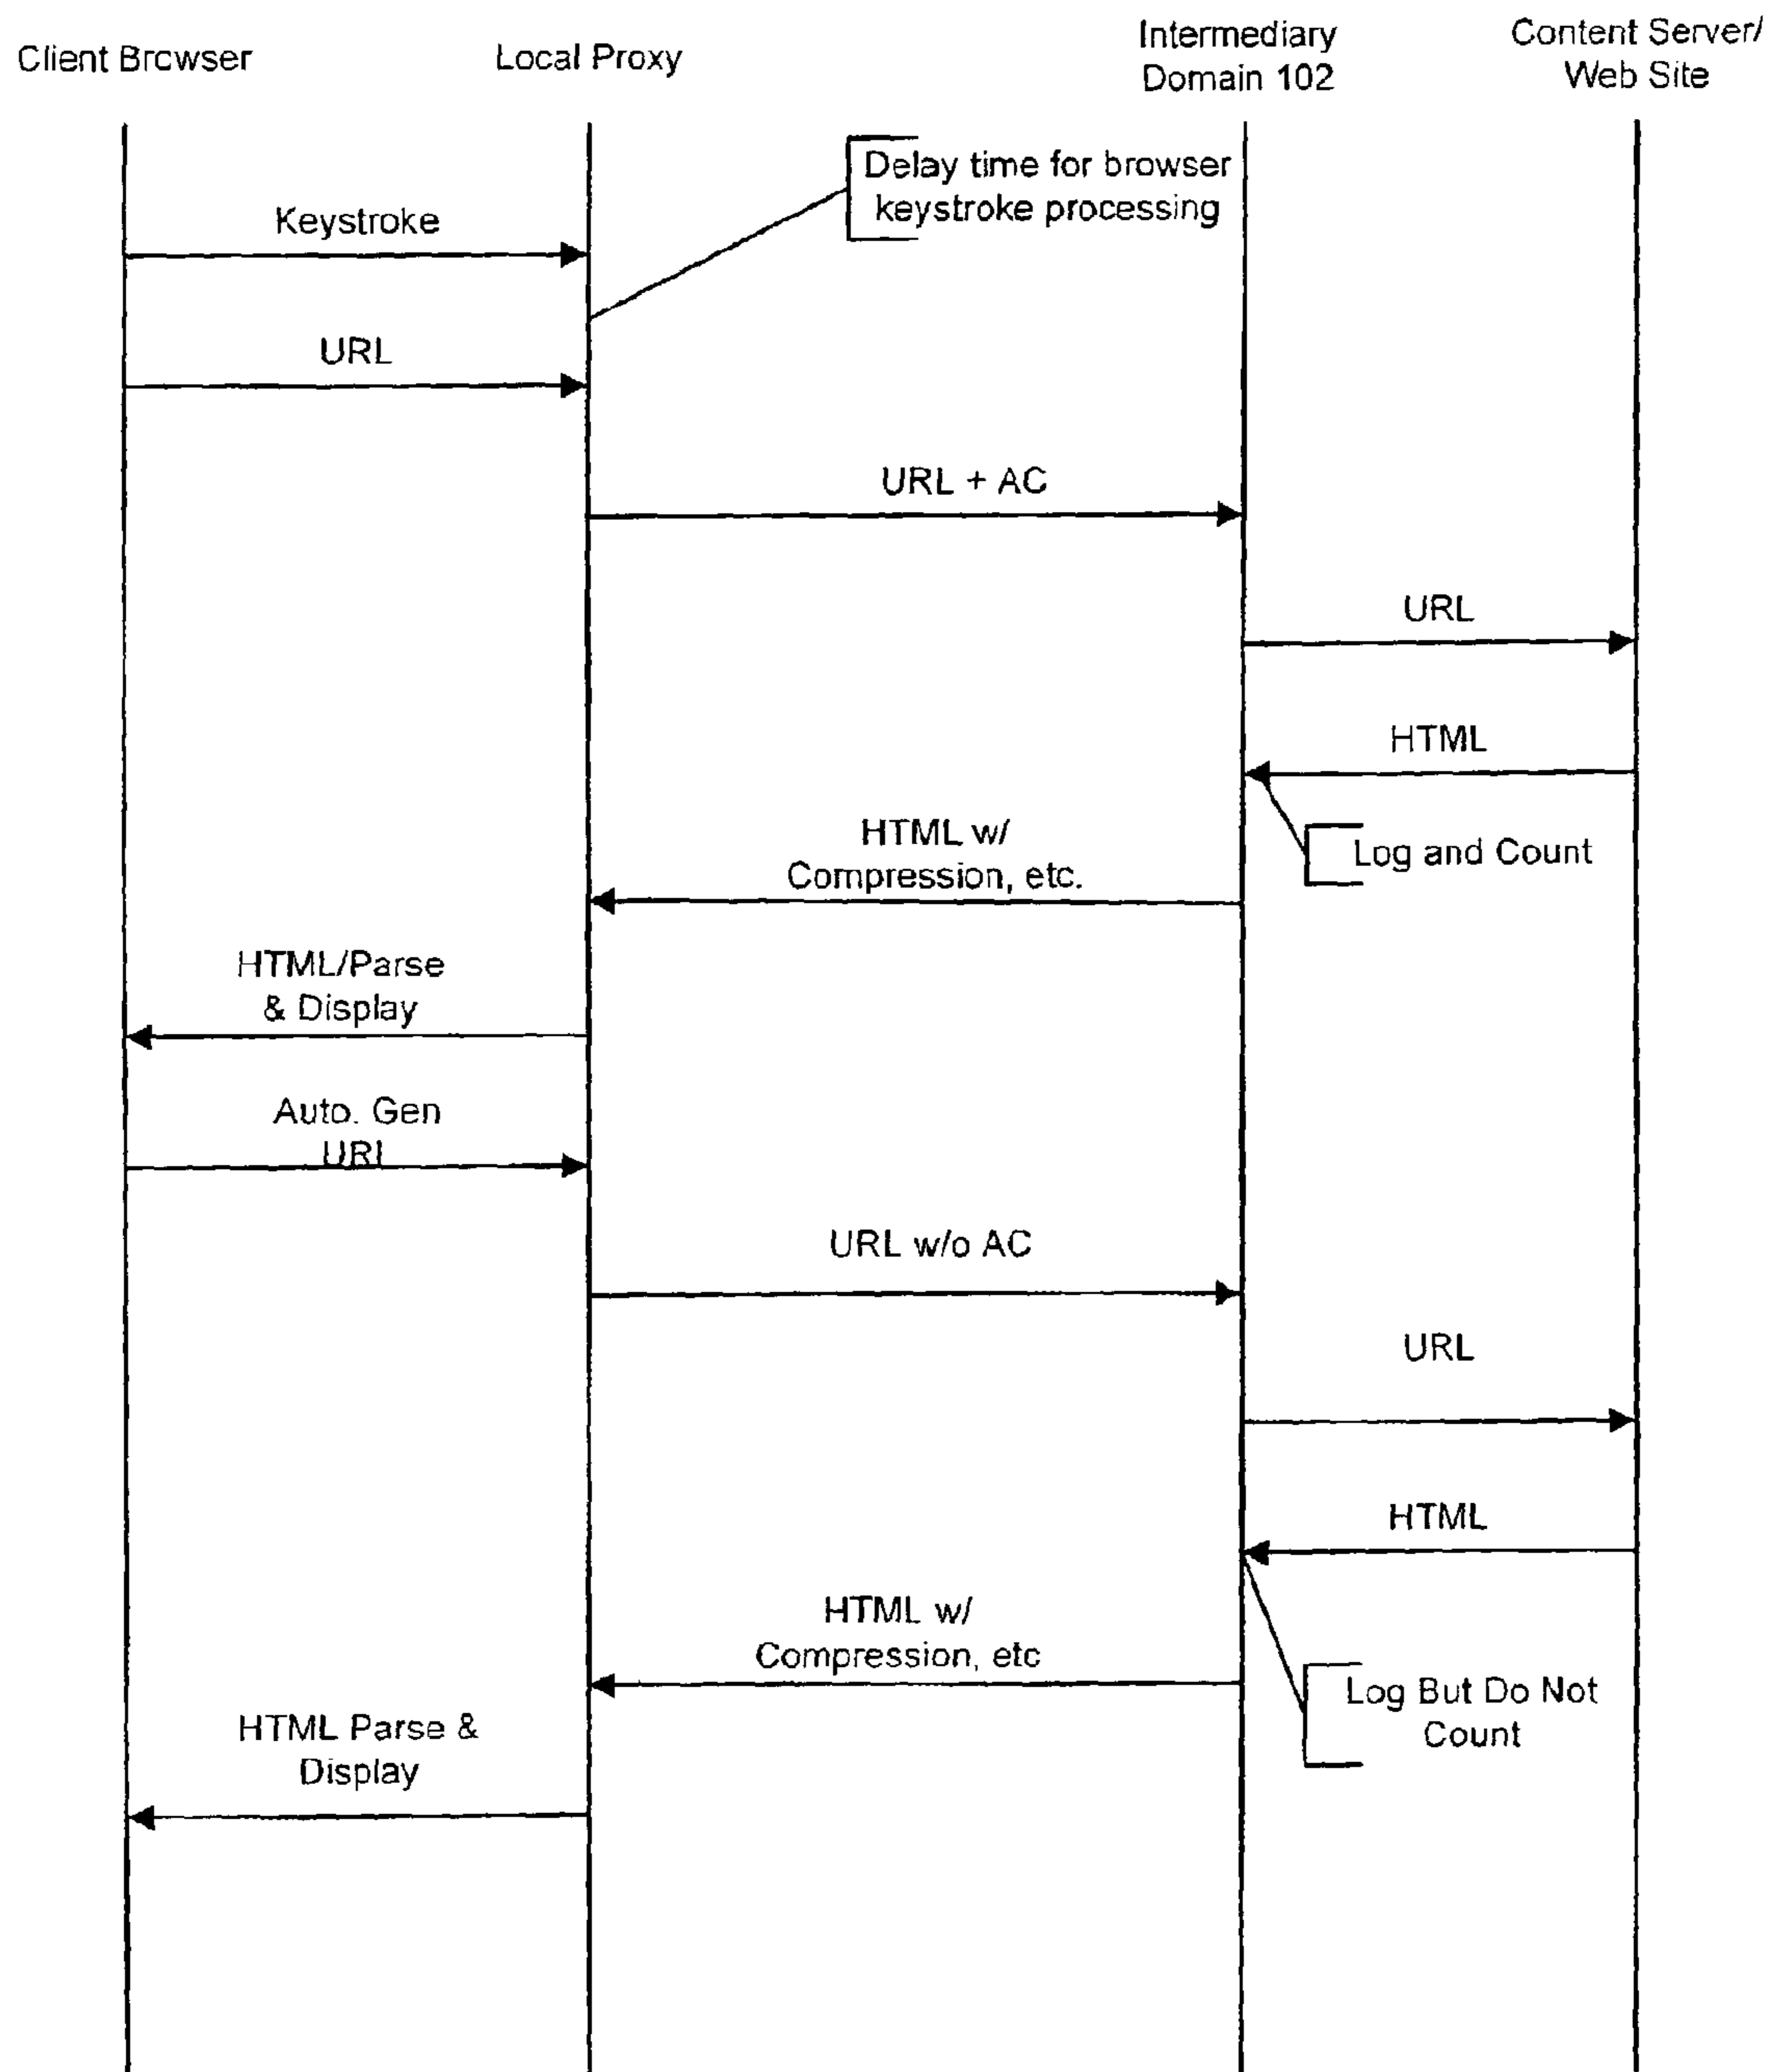 Client Browser
Local Proxy
Intermediary
Domain 102
Content Server/
Web Site
Delay time for browser
keystroke processing
Keystroke
URL
URL + AC
URL
HTML
Log and Count
HTML w/
Compression, etc.
HTML/Parse
& Display
Auto. Gen
URL
URL w/o AC
URL
HTML
HTML w/
Compression, etc
Log But Do Not
Count
HTML Parse &
Display